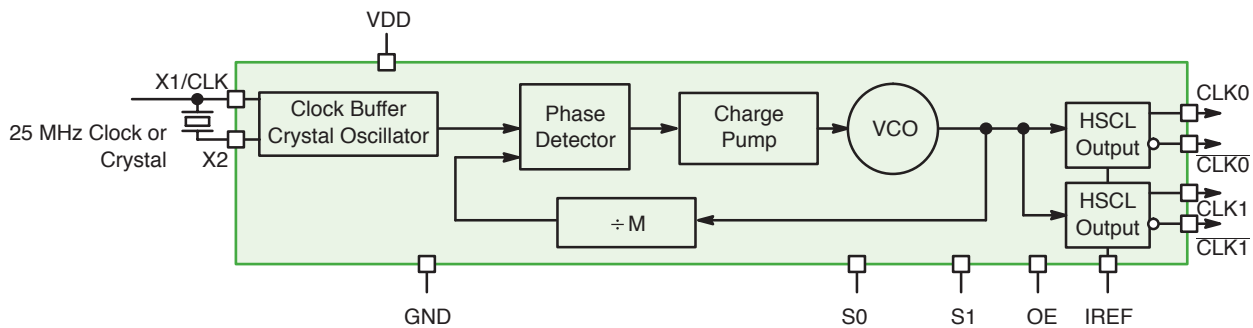 VDD
X1/CLK
25 MHz Clock or
Crystal
X2
Clock Buffer
Crystal Oscillator
Phase
Detector
Charge
Pump
VCO
÷ M
HSCL
Output
HSCL
Output
CLK0
CLK0
CLK1
CLK1
GND
S0
S1
OE
IREF